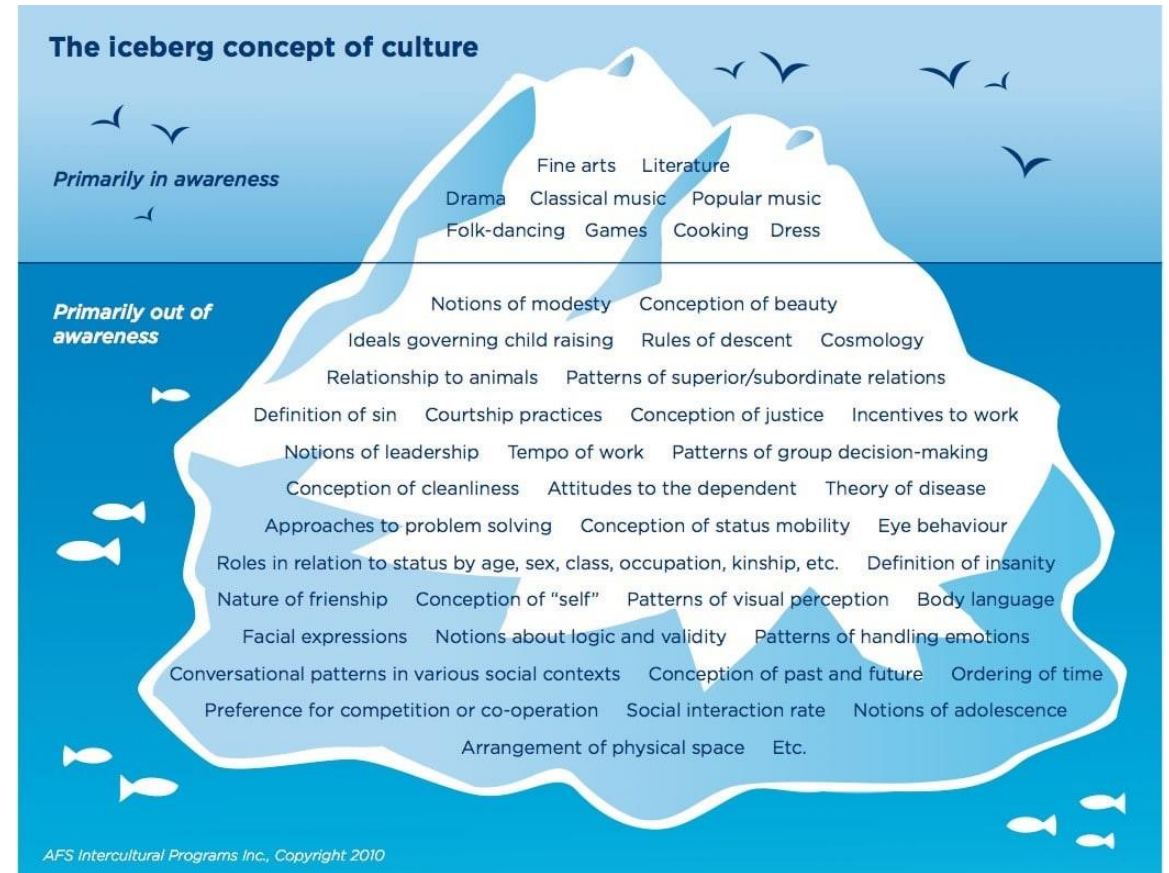 The iceberg concept of culture
Primarily in awareness
Fine arts Literature
Drama Classical music Popular music
Folk-dancing Games Cooking Dress
Primarily out of
awareness
Notions of modesty Conception of beauty
Ideals governing child raising Rules of descent Cosmology
Relationship to animals Patterns of superior/subordinate relations
Definition of sin Courtship practices Conception of justice Incentives to work
Notions of leadership Tempo of work Patterns of group decision-making
Conception of cleanliness Attitudes to the dependent Theory of disease
Approaches to problem solving Conception of status mobility Eye behaviour
Roles in relation to status by age, sex, class, occupation, kinship, etc. Definition of insanity
Nature of frienship Conception of “self” Patterns of visual perception Body language
Facial expressions Notions about logic and validity Patterns of handling emotions
Conversational patterns in various social contexts Conception of past and future Ordering of time
Preference for competition or co-operation Social interaction rate Notions of adolescence
Arrangement of physical space Etc.
AFS Intercultural Programs Inc., Copyright 2010